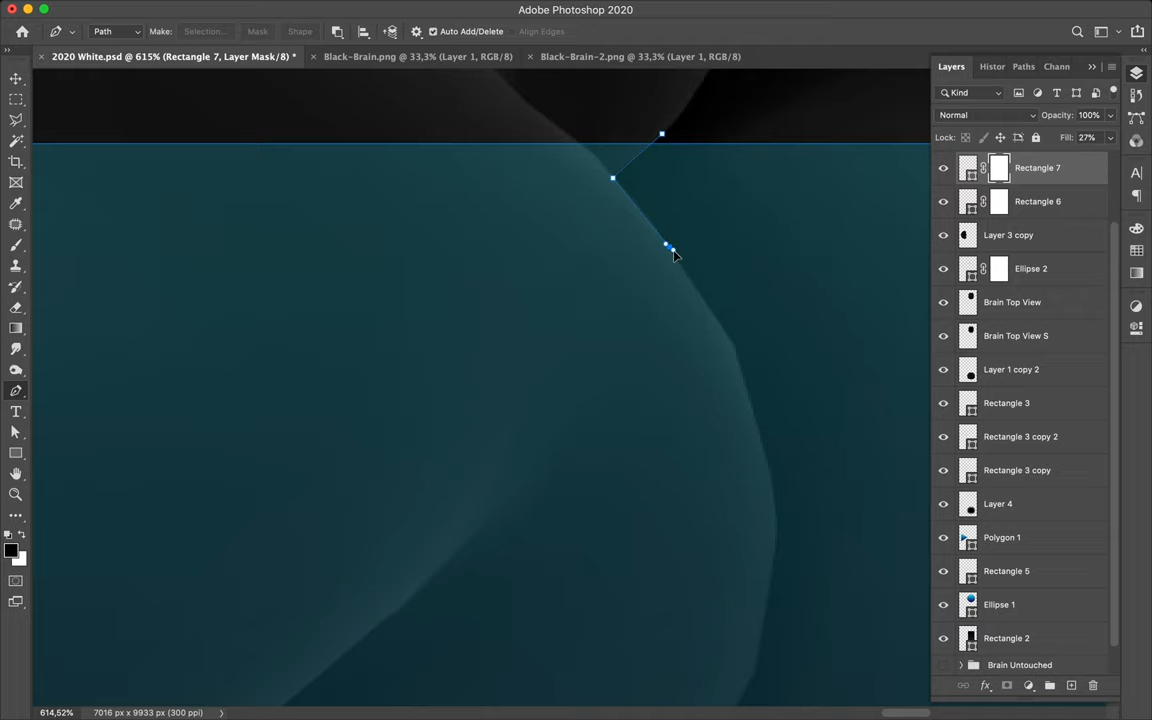 Adobe Photoshop 2020
Path Make: Selection... Mask Shape Auto Add/Delete Align Edges
2020 White.psd @ 615% (Rectangle 7, Layer Mask/8) * Black-Brain.png @ 33,3% (Layer 1, RGB/8) Black-Brain-2.png @ 33,3% (Layer 1, RGB/8)
Layers Histor Paths Chann
Kind
Normal Opacity: 100%
Lock: Fill: 27%
Rectangle 7
Rectangle 6
Layer 3 copy
Ellipse 2
Brain Top View
Brain Top View S
Layer 1 copy 2
Rectangle 3
Rectangle 3 copy 2
Rectangle 3 copy
Layer 4
Polygon 1
Rectangle 5
Ellipse 1
Rectangle 2
Brain Untouched
fx
614,52% 7016 px x 9933 px (300 ppi)